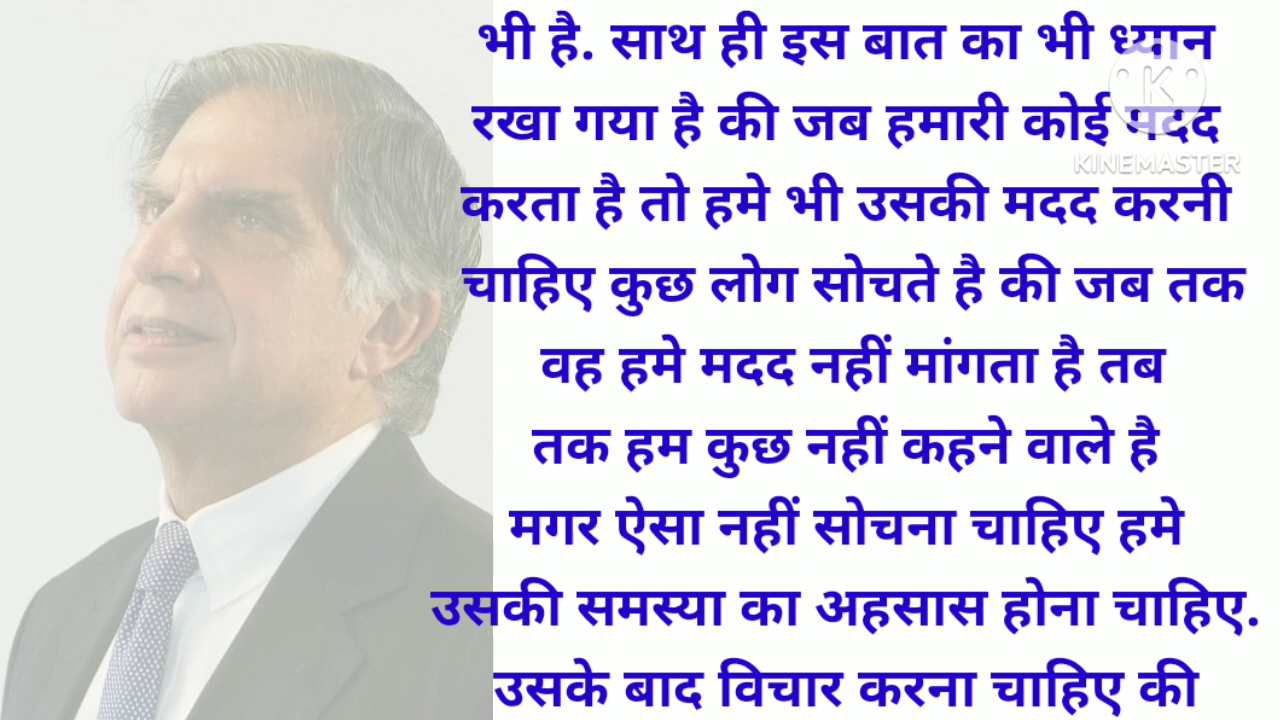 भी है. साथ ही इस बात का भी ध्यान
रखा गया है की जब हमारी कोई मदद
करता है तो हमे भी उसकी मदद करनी
चाहिए कुछ लोग सोचते है की जब तक
वह हमे मदद नहीं मांगता है तब
तक हम कुछ नहीं कहने वाले है
मगर ऐसा नहीं सोचना चाहिए हमे
उसकी समस्या का अहसास होना चाहिए.
उसके बाद विचार करना चाहिए की
K
KINEMASTER